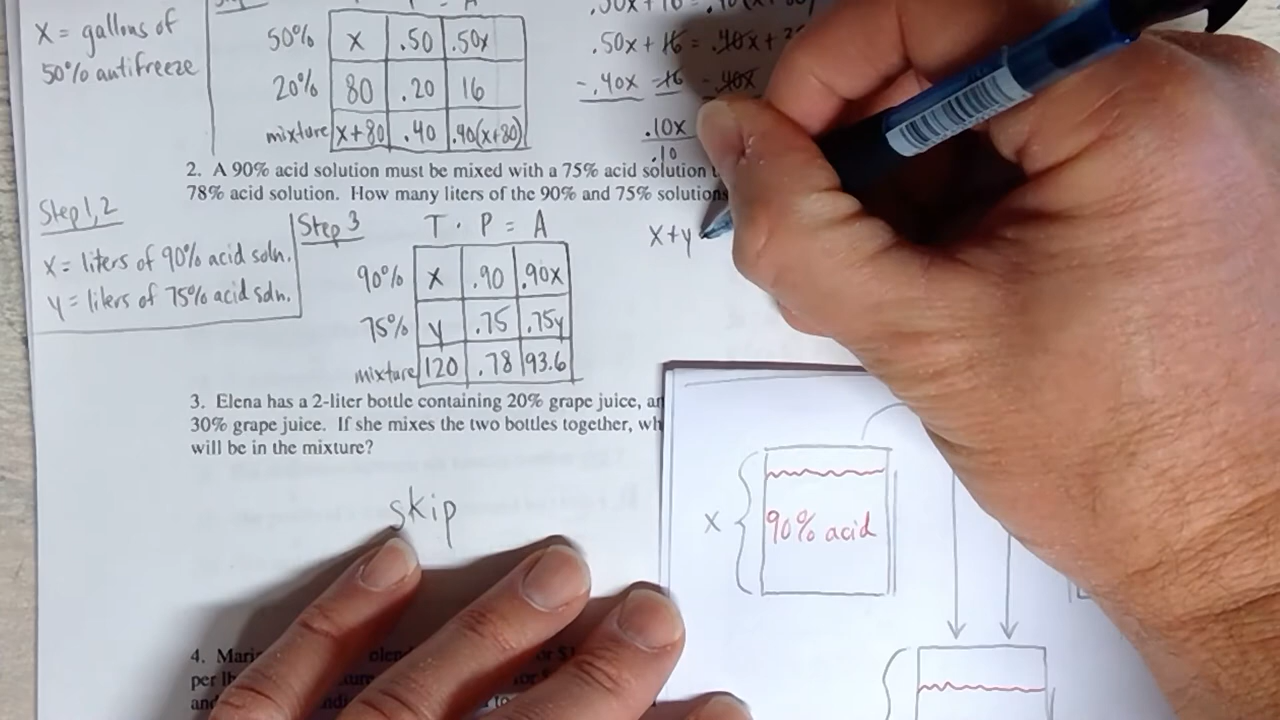 x = gallons of
50% antifreeze
50% x .50 .50x
20% 80 .20 16
mixture x+80 .40 .40(x+80)
.50x + 16 = .40x +
-.40x -16 -.40x
.10x
.10
2. A 90% acid solution must be mixed with a 75% acid solution
78% acid solution. How many liters of the 90% and 75% solutions
Step 1,2
x = liters of 90% acid soln.
y = liters of 75% acid soln.
Step 3
T · P = A
90% x .90 .90x
75% y .75 .75y
mixture 120 .78 93.6
x+y
3. Elena has a 2-liter bottle containing 20% grape juice,
30% grape juice. If she mixes the two bottles together,
will be in the mixture?
skip
x
90% acid
4.
per